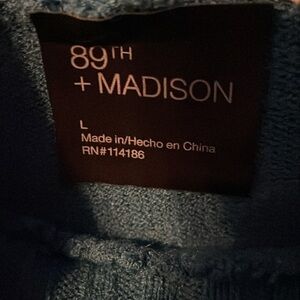 89TH
+ MADISON
L
Made in/Hecho en China
RN#114186